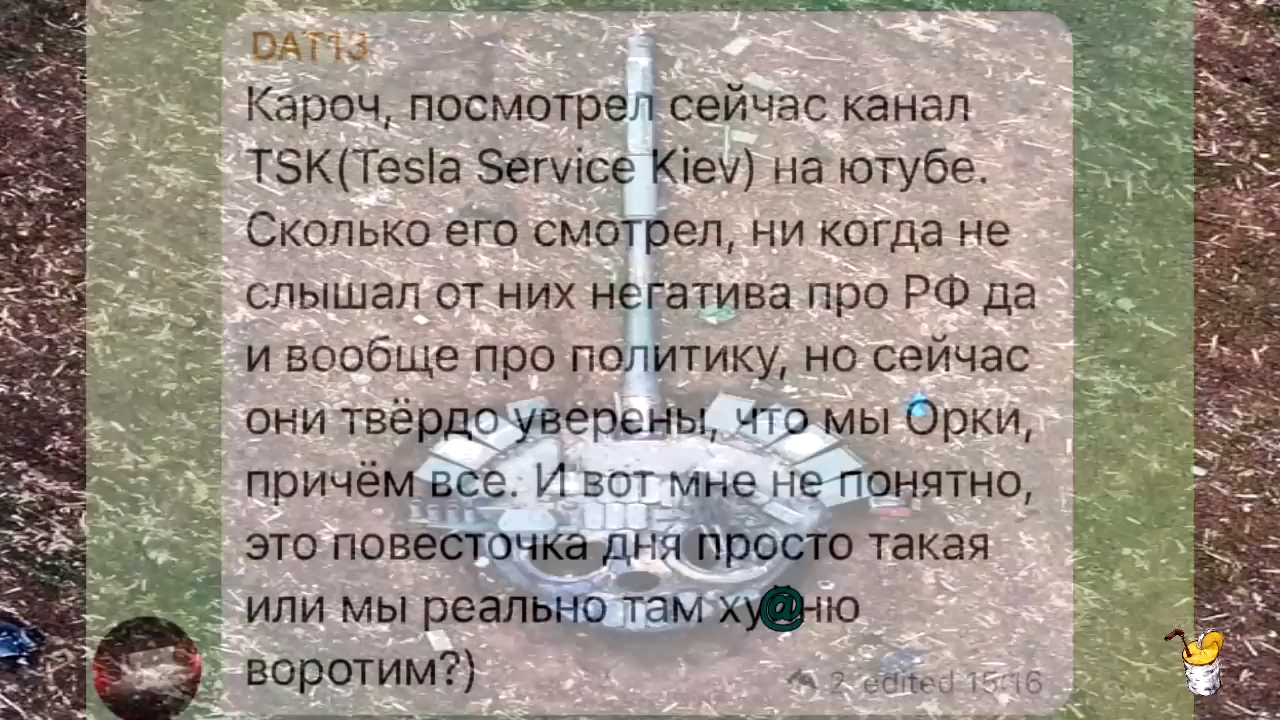 DAT13
Кароч, посмотрел сейчас канал
TSK(Tesla Service Kiev) на ютубе.
Сколько его смотрел, ни когда не
слышал от них негатива про РФ да
и вообще про политику, но сейчас
они твёрдо уверены, что мы Орки,
причём все. И вот мне не понятно,
это повесточка дня просто такая
или мы реально там ху@ню
воротим?)
2 edited 15:16